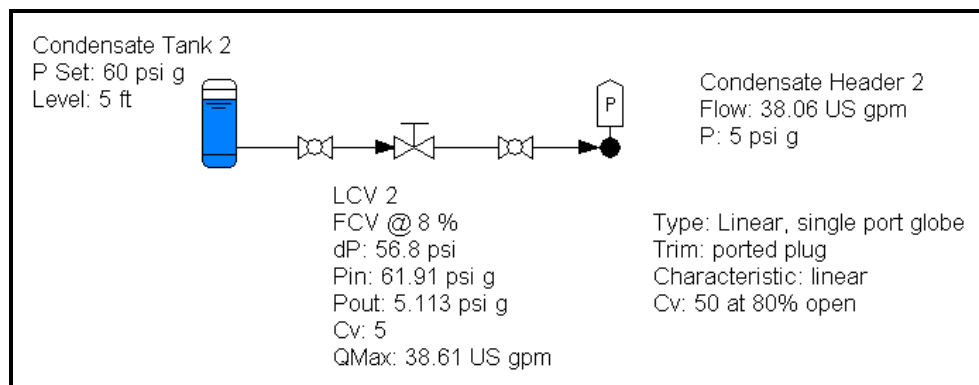 Condensate Tank 2
P Set: 60 psi g
Level: 5 ft
P
Condensate Header 2
Flow: 38.06 US gpm
P: 5 psi g
LCV 2
FCV @ 8 %
dP: 56.8 psi
Pin: 61.91 psi g
Pout: 5.113 psi g
Cv: 5
QMax: 38.61 US gpm
Type: Linear, single port globe
Trim: ported plug
Characteristic: linear
Cv: 50 at 80% open